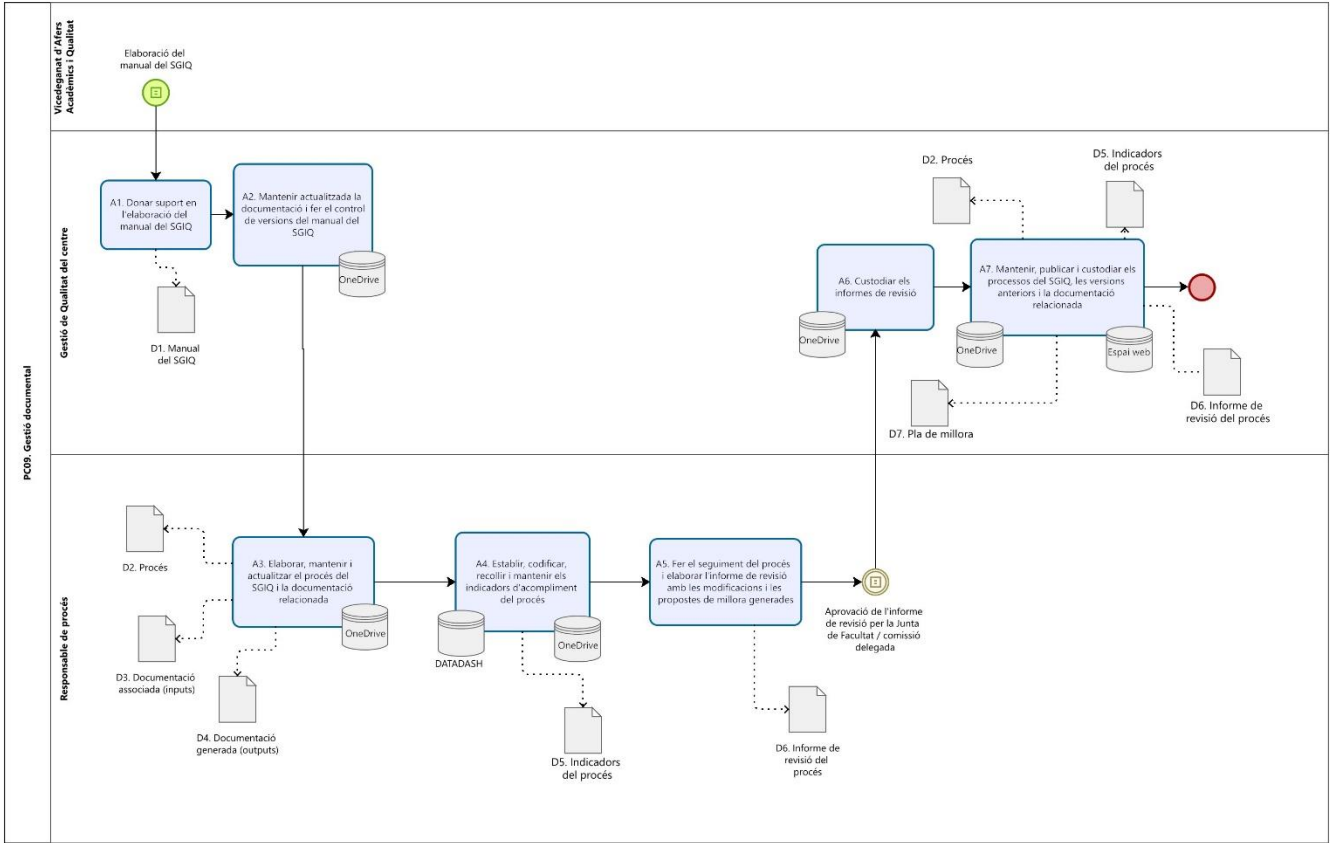 PC09. Gestió documental
Vicedeganat d'Afers
Acadèmics i Qualitat
Elaboració del
manual del SGIQ
Gestió de Qualitat del centre
A1. Donar suport en
l'elaboració del
manual del SGIQ
A2. Mantenir actualitzada la
documentació i fer el control
de versions del manual del
SGIQ
OneDrive
D1. Manual
del SGIQ
D2. Procés
D5. Indicadors
del procés
A6. Custodiar els
informes de revisió
OneDrive
A7. Mantenir, publicar i custodiar els
processos del SGIQ, les versions
anteriors i la documentació
relacionada
OneDrive
Espai web
D7. Pla de millora
D6. Informe de
revisió del procés
Responsable de procés
D2. Procés
A3. Elaborar, mantenir i
actualitzar el procés del
SGIQ i la documentació
relacionada
OneDrive
D3. Documentació
associada (inputs)
D4. Documentació
generada (outputs)
A4. Establir, codificar,
recollir i mantenir els
indicadors d'acompliment
del procés
DATADASH
OneDrive
D5. Indicadors
del procés
A5. Fer el seguiment del procés
i elaborar l'informe de revisió
amb les modificacions i les
propostes de millora generades
D6. Informe de
revisió del
procés
Aprovació de l'informe
de revisió per la Junta
de Facultat / comissió
delegada